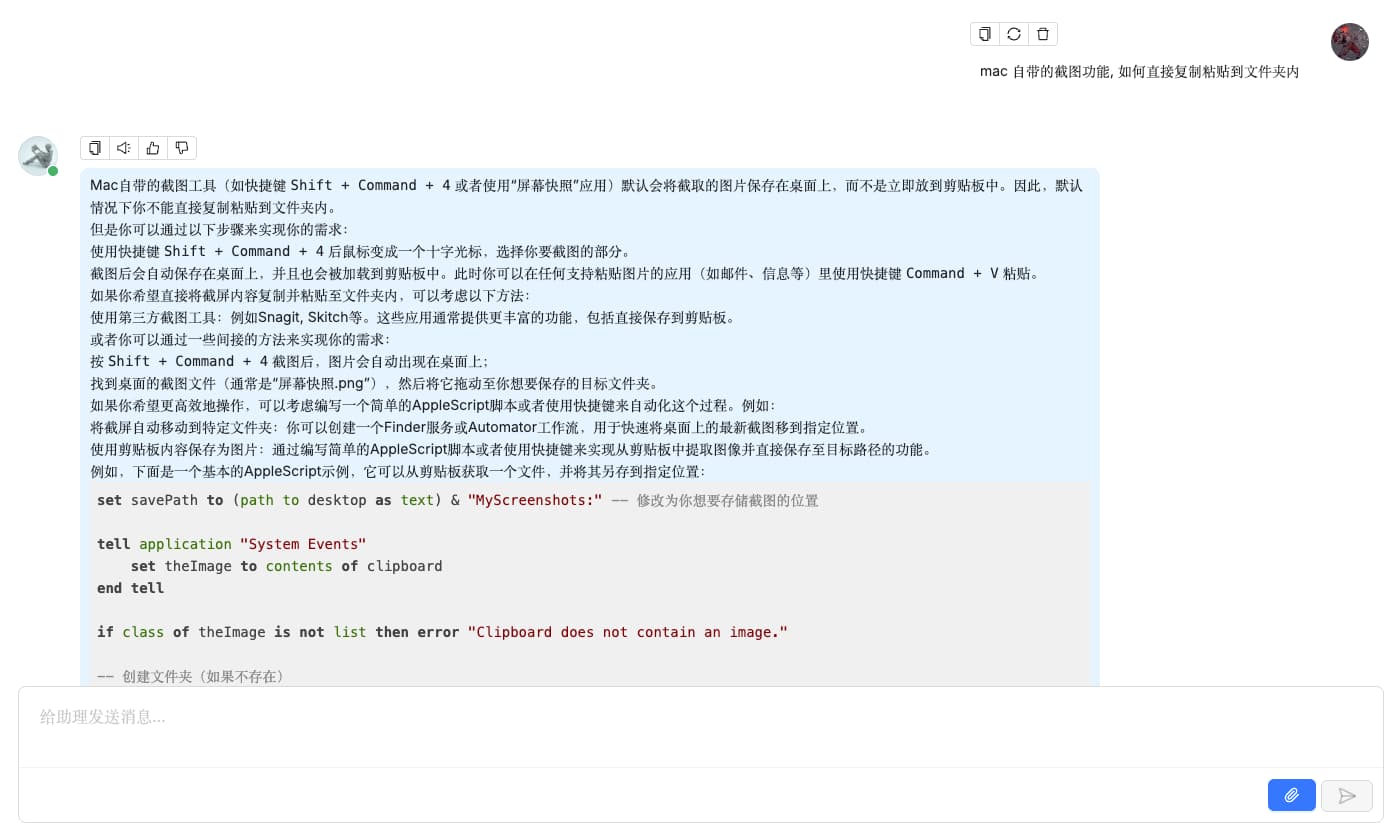 mac 自带的截图功能, 如何直接复制粘贴到文件夹内
Mac自带的截图工具（如快捷键 Shift + Command + 4 或者使用“屏幕快照”应用）默认会将截取的图片保存在桌面上，而不是立即放到剪贴板中。因此，默认
情况下你不能直接复制粘贴到文件夹内。
但是你可以通过以下步骤来实现你的需求：
使用快捷键 Shift + Command + 4 后鼠标变成一个十字光标，选择你要截图的部分。
截图后会自动保存在桌面上，并且也会被加载到剪贴板中。此时你可以在任何支持粘贴图片的应用（如邮件、信息等）里使用快捷键 Command + V 粘贴。
如果你希望直接将截屏内容复制并粘贴至文件夹内，可以考虑以下方法：
使用第三方截图工具：例如Snagit, Skitch等。这些应用通常提供更丰富的功能，包括直接保存到剪贴板。
或者你可以通过一些间接的方法来实现你的需求：
按 Shift + Command + 4 截图后，图片会自动出现在桌面上；
找到桌面的截图文件（通常是“屏幕快照.png”），然后将它拖动至你想要保存的目标文件夹。
如果你希望更高效地操作，可以考虑编写一个简单的AppleScript脚本或者使用快捷键来自动化这个过程。例如：
将截屏自动移动到特定文件夹：你可以创建一个Finder服务或Automator工作流，用于快速将桌面上的最新截图移到指定位置。
使用剪贴板内容保存为图片：通过编写简单的AppleScript脚本或者使用快捷键来实现从剪贴板中提取图像并直接保存至目标路径的功能。
例如，下面是一个基本的AppleScript示例，它可以从剪贴板获取一个文件，并将其另存到指定位置：
set savePath to (path to desktop as text) & "MyScreenshots:" -- 修改为你想要存储截图的位置
tell application "System Events"
set theImage to contents of clipboard
end tell
if class of theImage is not list then error "Clipboard does not contain an image."
-- 创建文件夹（如果不存在）
给助理发送消息...